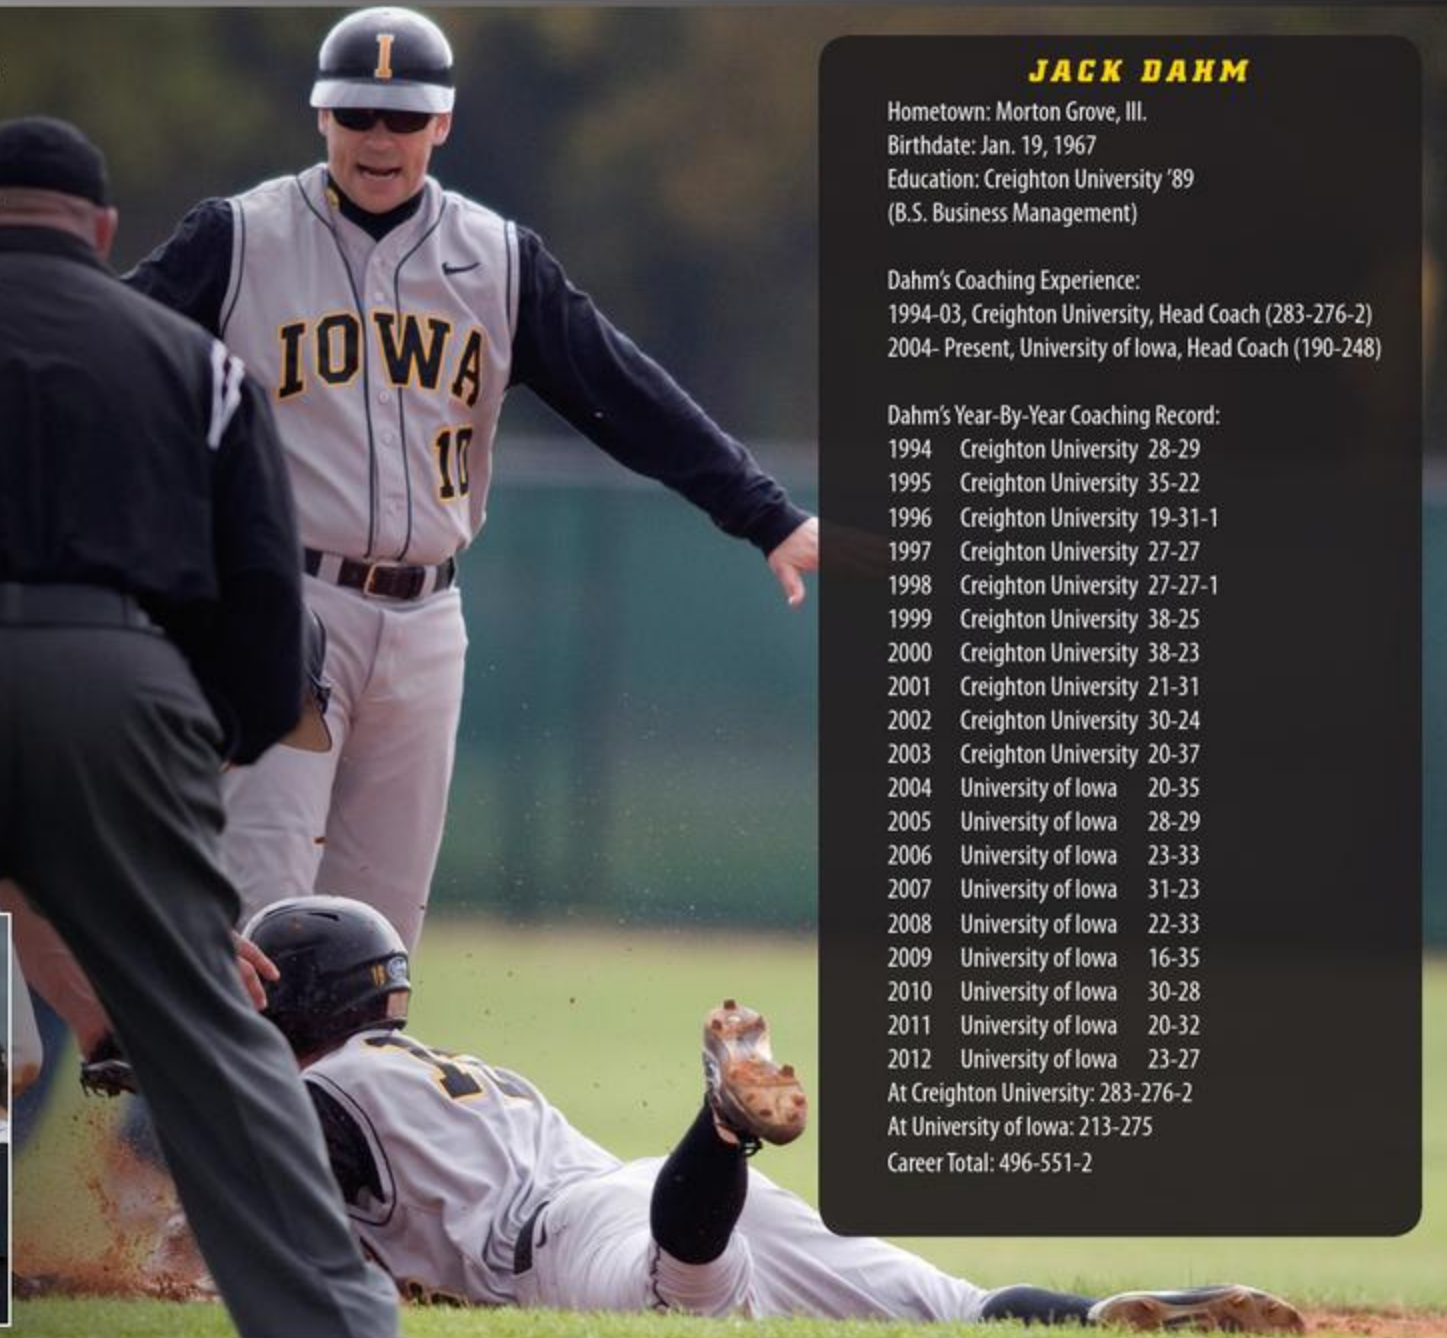 I
IOWA
10
JACK DAHM
Hometown: Morton Grove, Ill.
Birthdate: Jan. 19, 1967
Education: Creighton University '89
(B.S. Business Management)
Dahm's Coaching Experience:
1994-03, Creighton University, Head Coach (283-276-2)
2004- Present, University of Iowa, Head Coach (190-248)
Dahm's Year-By-Year Coaching Record:
1994 Creighton University 28-29
1995 Creighton University 35-22
1996 Creighton University 19-31-1
1997 Creighton University 27-27
1998 Creighton University 27-27-1
1999 Creighton University 38-25
2000 Creighton University 38-23
2001 Creighton University 21-31
2002 Creighton University 30-24
2003 Creighton University 20-37
2004 University of Iowa 20-35
2005 University of Iowa 28-29
2006 University of Iowa 23-33
2007 University of Iowa 31-23
2008 University of Iowa 22-33
2009 University of Iowa 16-35
2010 University of Iowa 30-28
2011 University of Iowa 20-32
2012 University of Iowa 23-27
At Creighton University: 283-276-2
At University of Iowa: 213-275
Career Total: 496-551-2